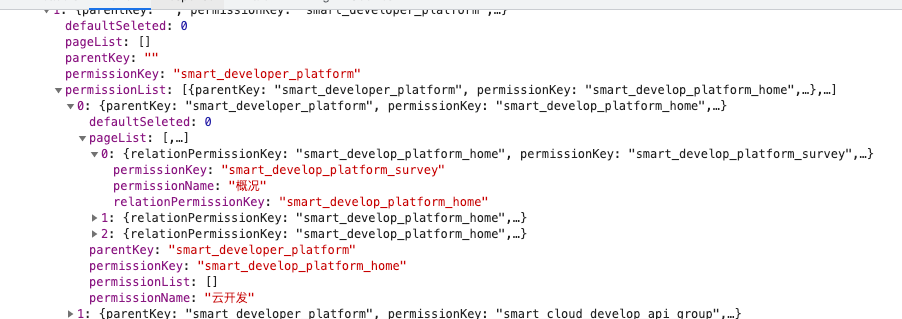 1: {parentKey: "", permissionKey: "smart_developer_platform",…}
defaultSeleted: 0
pageList: []
parentKey: ""
permissionKey: "smart_developer_platform"
permissionList: [{parentKey: "smart_developer_platform", permissionKey: "smart_develop_platform_home",…},…]
0: {parentKey: "smart_developer_platform", permissionKey: "smart_develop_platform_home",…}
defaultSeleted: 0
pageList: [,…]
0: {relationPermissionKey: "smart_develop_platform_home", permissionKey: "smart_develop_platform_survey",…}
permissionKey: "smart_develop_platform_survey"
permissionName: "概况"
relationPermissionKey: "smart_develop_platform_home"
1: {relationPermissionKey: "smart_develop_platform_home",…}
2: {relationPermissionKey: "smart_develop_platform_home",…}
parentKey: "smart_developer_platform"
permissionKey: "smart_develop_platform_home"
permissionList: []
permissionName: "云开发"
1: {parentKey: "smart_developer_platform", permissionKey: "smart_cloud_develop_api_group",…}